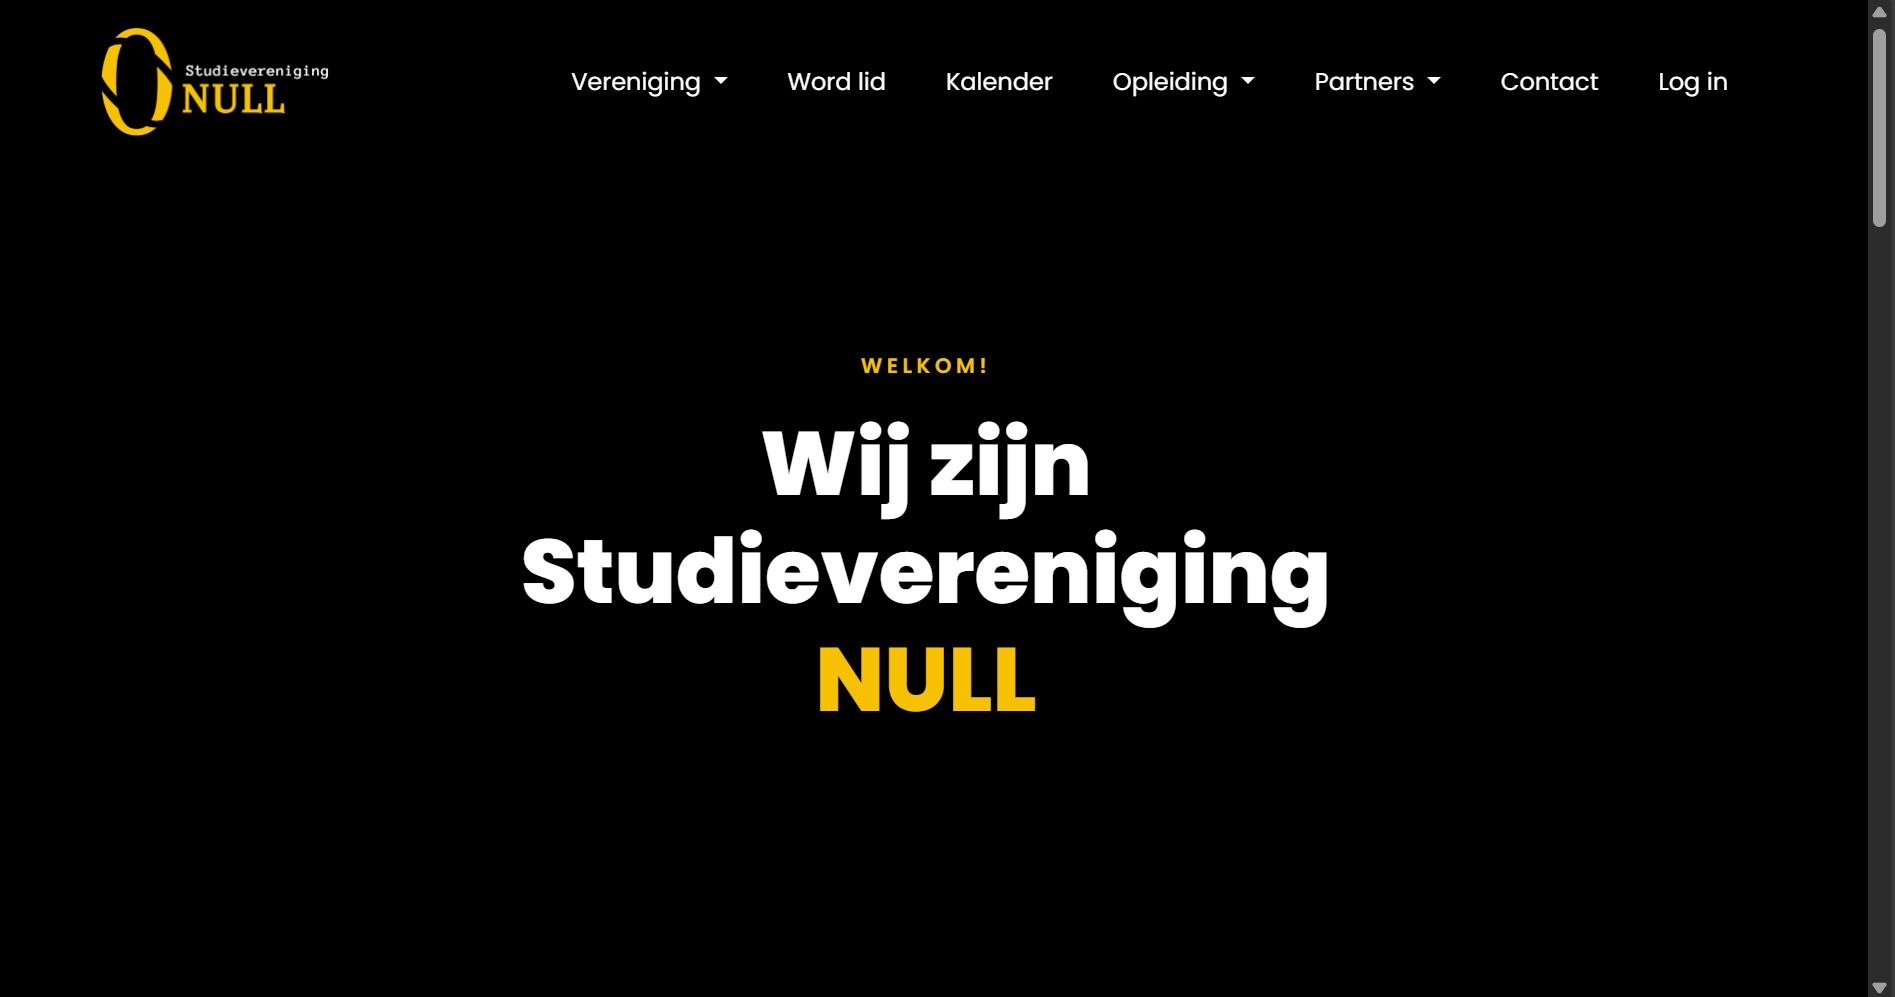 Studievereniging
NULL
Vereniging Word lid Kalender Opleiding Partners Contact Log in
WELKOM!
Wij zijn
Studievereniging
NULL